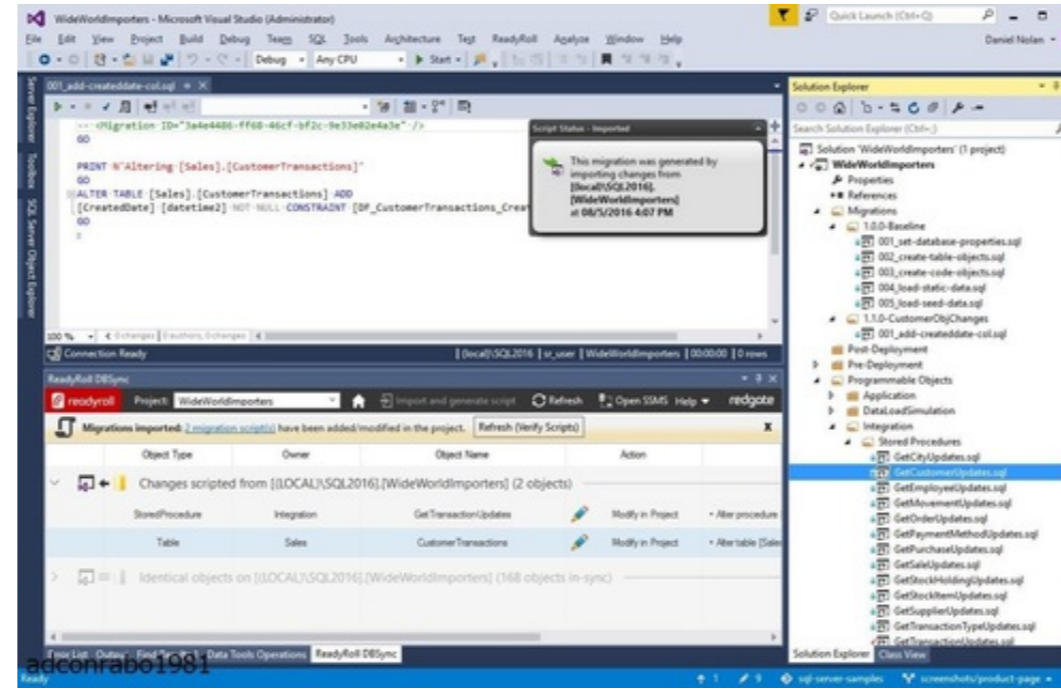 WideWorldImporters - Microsoft Visual Studio (Administrator)
Quick Launch (Ctrl+Q)
File Edit View Project Build Debug Team SQL Tools Architecture Test ReadyRoll Analyze Window Help
Daniel Nolan
Debug Any CPU Start
Server Explorer
Toolbox
SQL Server Object Explorer
001_add-createddate-col.sql
-- <Migration ID="3a4e4486-ff68-46cf-bf2c-9e33e02e4a3e" />
GO
PRINT N'Altering [Sales].[CustomerTransactions]'
GO
ALTER TABLE [Sales].[CustomerTransactions] ADD
[CreatedDate] [datetime2] NOT NULL CONSTRAINT [DF_CustomerTransactions_Crea
GO
Script Status - Imported
This migration was generated by
importing changes from
[(local)\SQL2016].
[WideWorldImporters]
at 08/5/2016 4:07 PM
100 % 0 changes 0 authors, 0 changes
Connection Ready (local)\SQL2016 sr_user WideWorldImporters 00:00:00 0 rows
ReadyRoll DBSync
readyroll Project: WideWorldImporters Import and generate script Refresh Open SSMS Help redgate
Migrations imported: 2 migration script(s) have been added/modified in the project. Refresh (Verify Scripts) X
Object Type Owner Object Name Action
Changes scripted from [(LOCAL)\SQL2016].[WideWorldImporters] (2 objects)
StoredProcedure Integration GetTransactionUpdates Modify in Project • Alter procedure
Table Sales CustomerTransactions Modify in Project • Alter table [Sales
Identical objects on [(LOCAL)\SQL2016].[WideWorldImporters] (168 objects in-sync)
Error List Output Data Tools Operations ReadyRoll DBSync
Solution Explorer
Search Solution Explorer (Ctrl+;)
Solution 'WideWorldImporters' (1 project)
WideWorldImporters
Properties
References
Migrations
1.0.0-Baseline
001_set-database-properties.sql
002_create-table-objects.sql
003_create-code-objects.sql
004_load-static-data.sql
005_load-seed-data.sql
1.1.0-CustomerObjChanges
001_add-createddate-col.sql
Post-Deployment
Pre-Deployment
Programmable Objects
Application
DataLoadSimulation
Integration
Stored Procedures
GetCityUpdates.sql
GetCustomerUpdates.sql
GetEmployeeUpdates.sql
GetMovementUpdates.sql
GetOrderUpdates.sql
GetPaymentMethodUpdates.sql
GetPurchaseUpdates.sql
GetSaleUpdates.sql
GetStockHoldingUpdates.sql
GetStockItemUpdates.sql
GetSupplierUpdates.sql
GetTransactionTypeUpdates.sql
GetTransactionUpdates.sql
Solution Explorer Class View
adconrabo1981
Ready 1 9 sql-server-samples screenshots/product-page